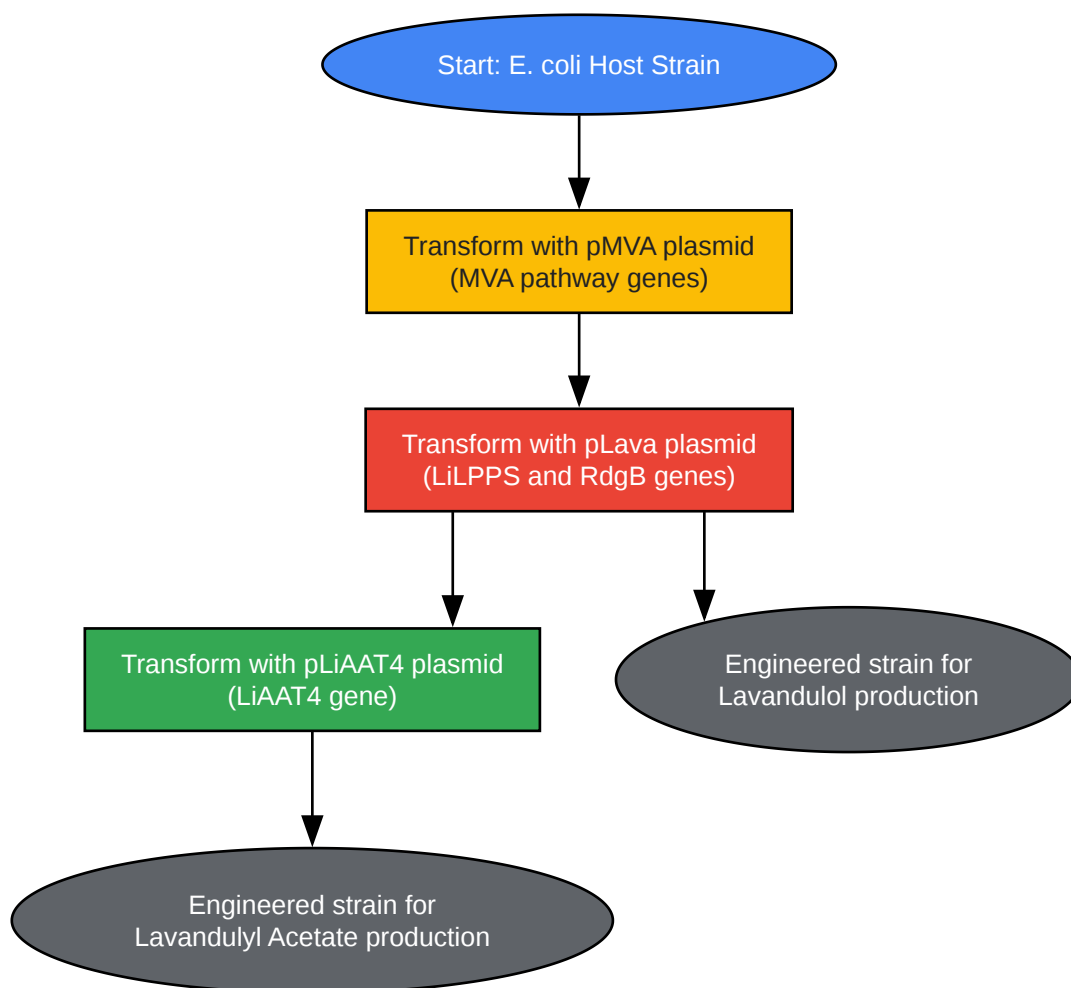 Start: E. coli Host Strain
Transform with pMVA plasmid
(MVA pathway genes)
Transform with pLava plasmid
(LiLPPS and RdgB genes)
Transform with pLiAAT4 plasmid
(LiAAT4 gene)
Engineered strain for
Lavandulol production
Engineered strain for
Lavandulyl Acetate production